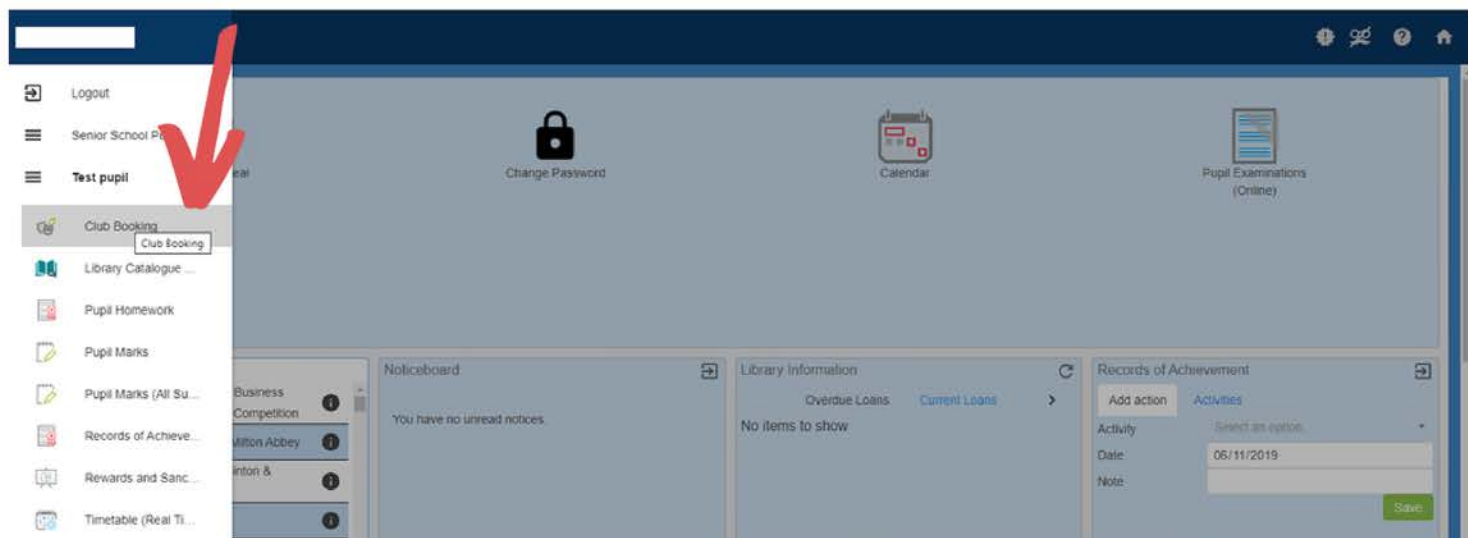 Logout
Senior School P
Test pupil
Club Booking
Club Booking
Library Catalogue ...
Pupil Homework
Pupil Marks
Pupil Marks (All Su...
Records of Achieve...
Rewards and Sanc...
Timetable (Real Ti...
eal
Change Password
Calendar
Pupil Examinations
(Online)
Business
Competition
Milton Abbey
inton &
Noticeboard
You have no unread notices.
Library Information
Overdue Loans Current Loans
No items to show
Records of Achievement
Add action Activities
Activity Select an option
Date 06/11/2019
Note
Save